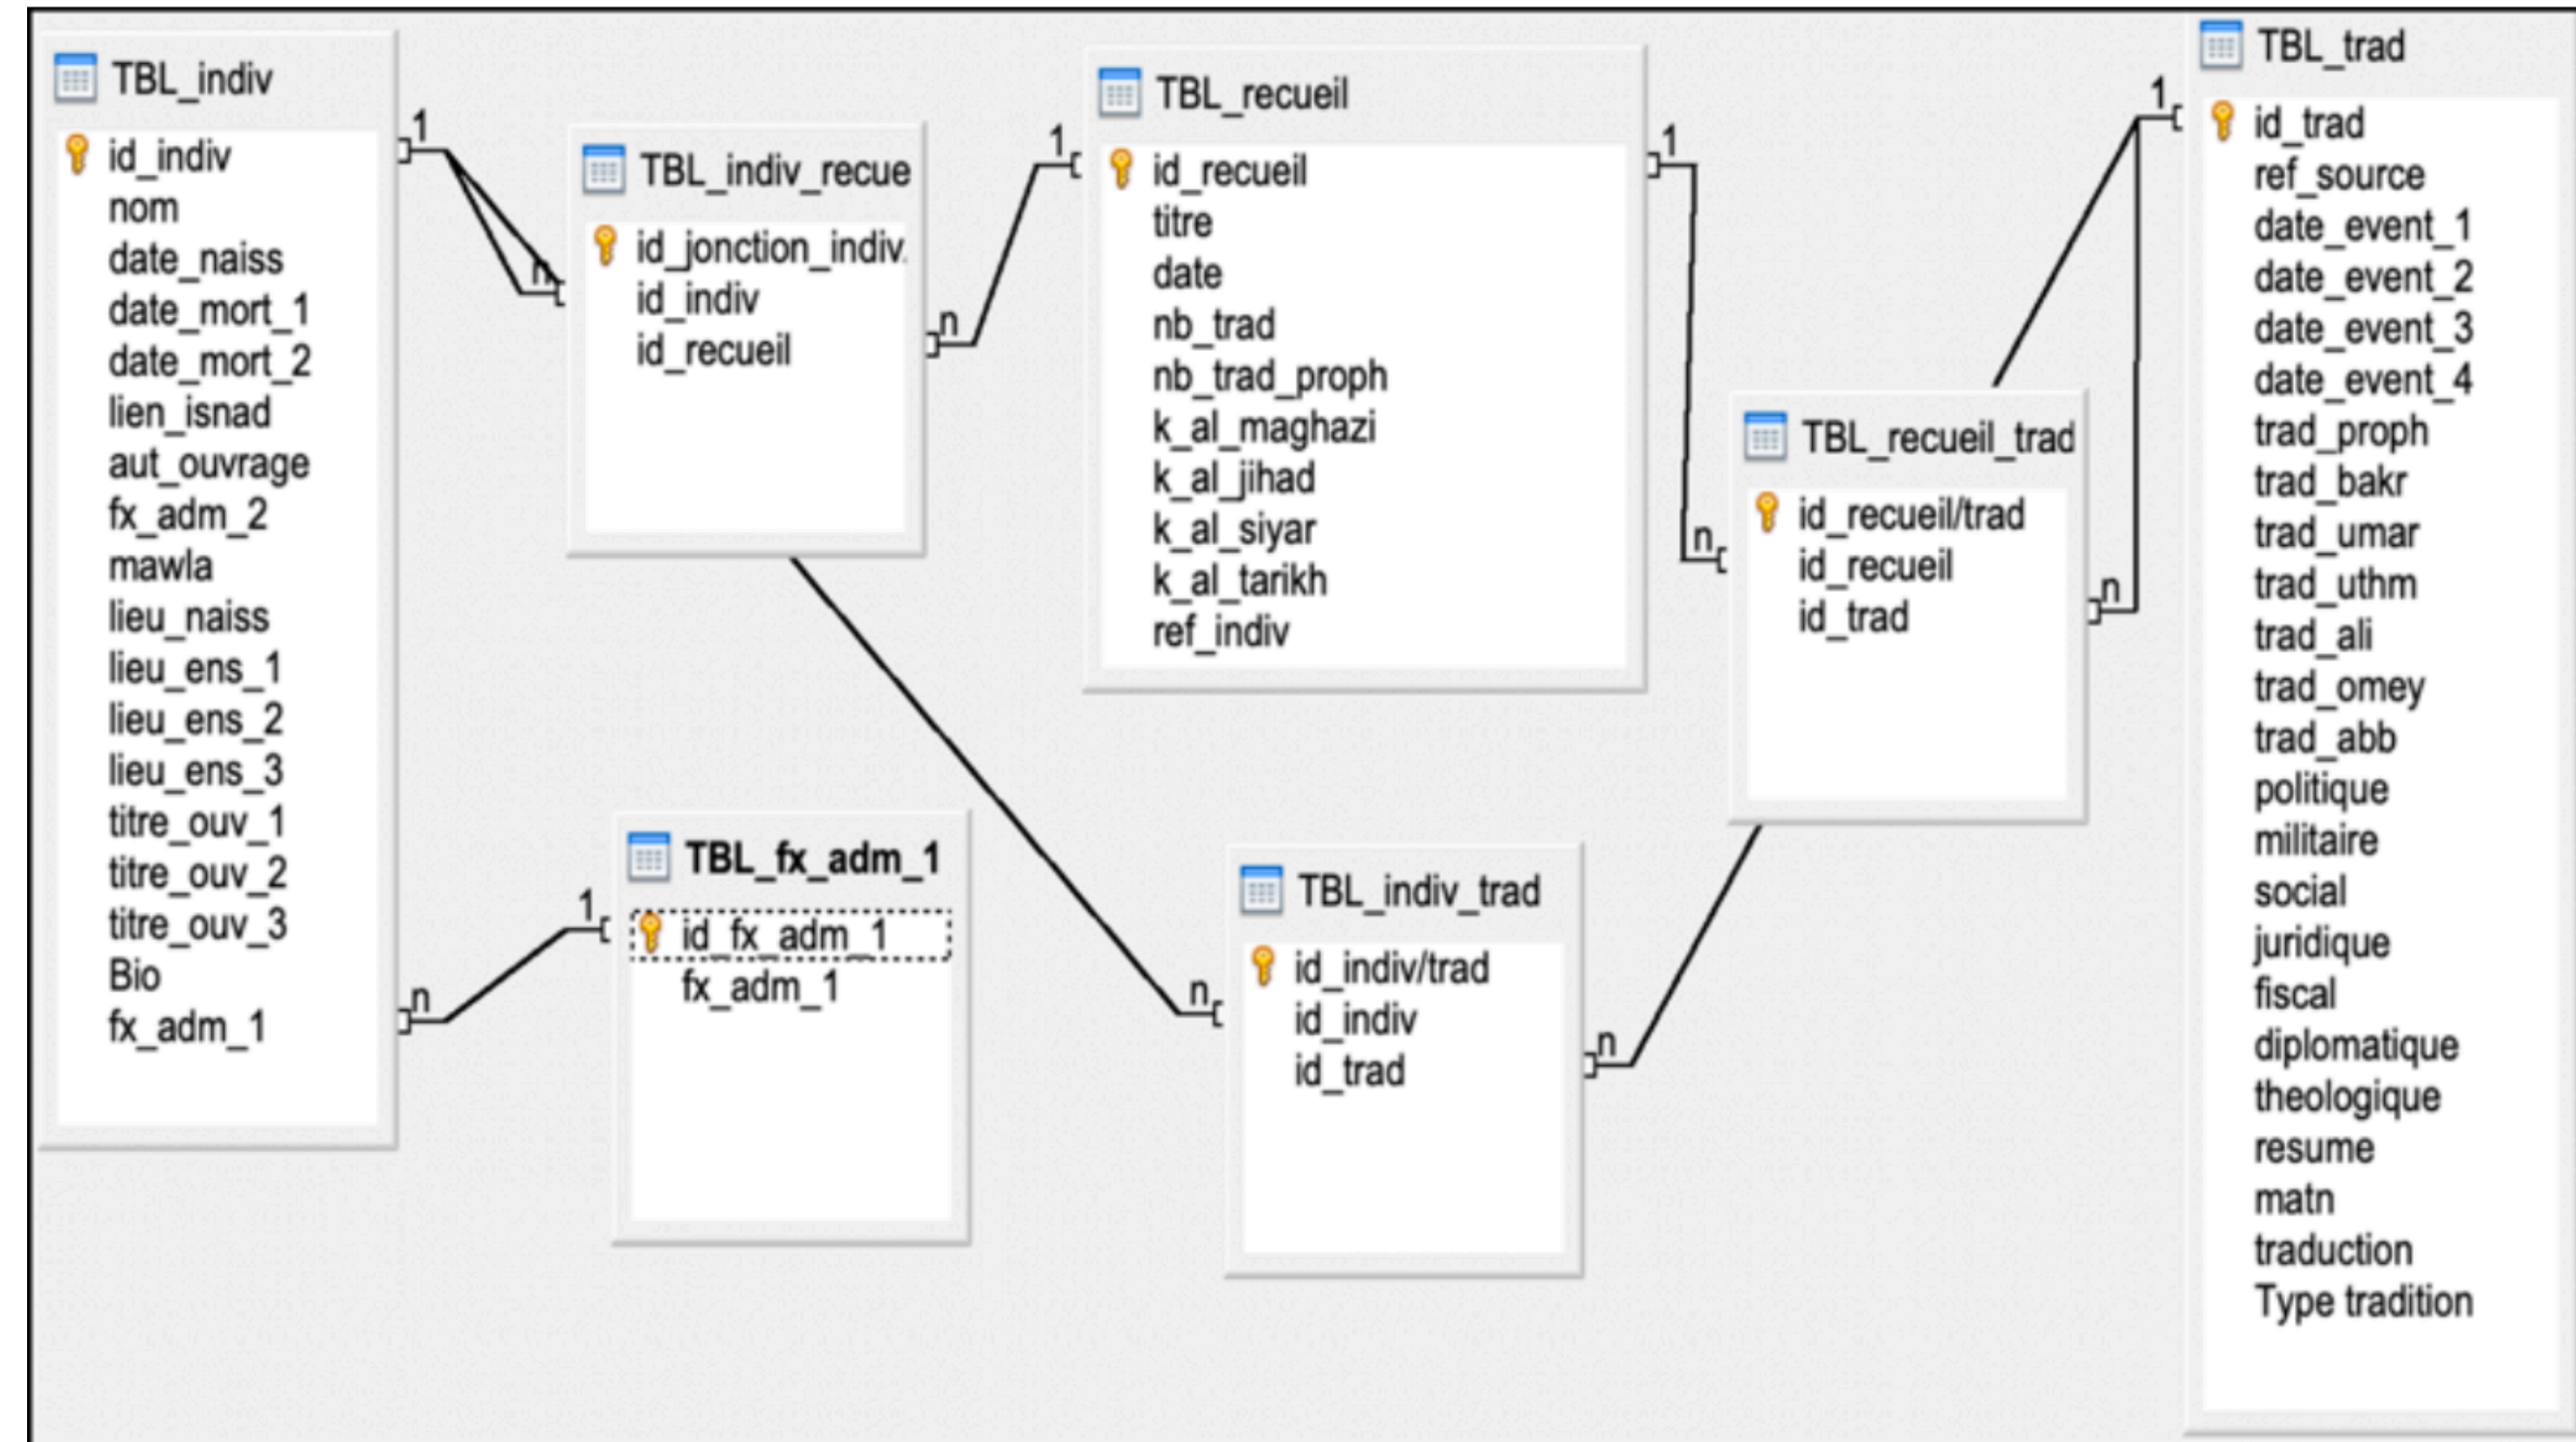 TBL_indiv
id_indiv
nom
date_naiss
date_mort_1
date_mort_2
lien_isnad
aut_ouvrage
fx_adm_2
mawla
lieu_naiss
lieu_ens_1
lieu_ens_2
lieu_ens_3
titre_ouv_1
titre_ouv_2
titre_ouv_3
Bio
fx_adm_1
1
n
n
TBL_indiv_recue
id_jonction_indiv.
id_indiv
id_recueil
n
1
TBL_fx_adm_1
id_fx_adm_1
fx_adm_1
1
TBL_recueil
id_recueil
titre
date
nb_trad
nb_trad_proph
k_al_maghazi
k_al_jihad
k_al_siyar
k_al_tarikh
ref_indiv
1
n
TBL_indiv_trad
id_indiv/trad
id_indiv
id_trad
n
n
TBL_recueil_trad
id_recueil/trad
id_recueil
id_trad
n
1
TBL_trad
id_trad
ref_source
date_event_1
date_event_2
date_event_3
date_event_4
trad_proph
trad_bakr
trad_umar
trad_uthm
trad_ali
trad_omey
trad_abb
politique
militaire
social
juridique
fiscal
diplomatique
theologique
resume
matn
traduction
Type tradition